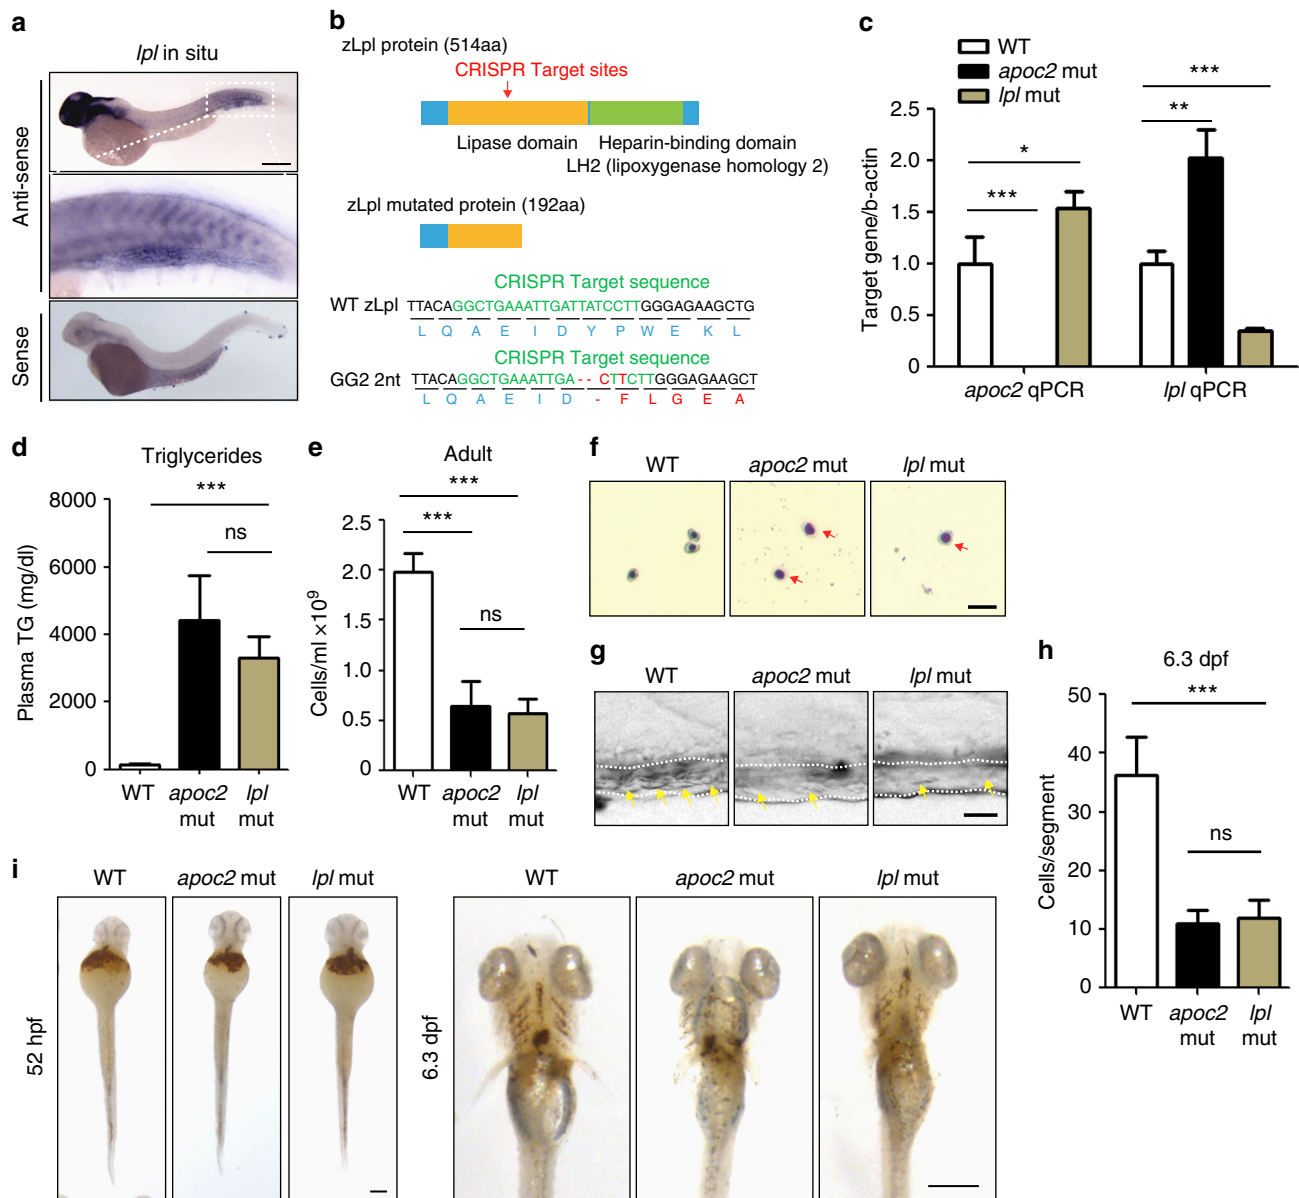 a
lpl in situ
Anti-sense
Sense
b
zLpl protein (514aa)
CRISPR Target sites
Lipase domain
Heparin-binding domain
LH2 (lipoxygenase homology 2)
zLpl mutated protein (192aa)
CRISPR Target sequence
WT zLpl TTACAGGCTGAAATTGATTATCCTTGGGAGAAGCTG
L Q A E I D Y P W E K L
CRISPR Target sequence
GG2 2nt TTACAGGCTGAAATTGA--CTTCTTGGGAGAAGCT
L Q A E I D - F L G E A
c
WT
apoc2 mut
lpl mut
Target gene/b-actin
2.5
2.0
1.5
1.0
0.5
0
***
*
**
***
apoc2 qPCR
lpl qPCR
d
Triglycerides
Plasma TG (mg/dl)
8000
6000
4000
2000
0
***
ns
WT
apoc2 mut
lpl mut
e
Adult
Cells/ml ×10⁹
2.5
2.0
1.5
1.0
0.5
0
***
***
ns
WT
apoc2 mut
lpl mut
f
WT
apoc2 mut
lpl mut
g
WT
apoc2 mut
lpl mut
h
6.3 dpf
Cells/segment
50
40
30
20
10
0
***
ns
WT
apoc2 mut
lpl mut
i
WT
apoc2 mut
lpl mut
52 hpf
WT
apoc2 mut
lpl mut
6.3 dpf